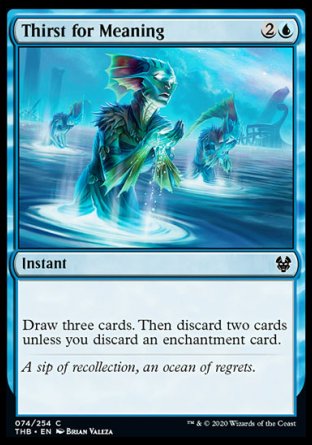 Thirst for Meaning 2
Instant
Draw three cards. Then discard two cards
unless you discard an enchantment card.
A sip of recollection, an ocean of regrets.
074/254 C
THB • EN Brian Valeza ™ & © 2020 Wizards of the Coast